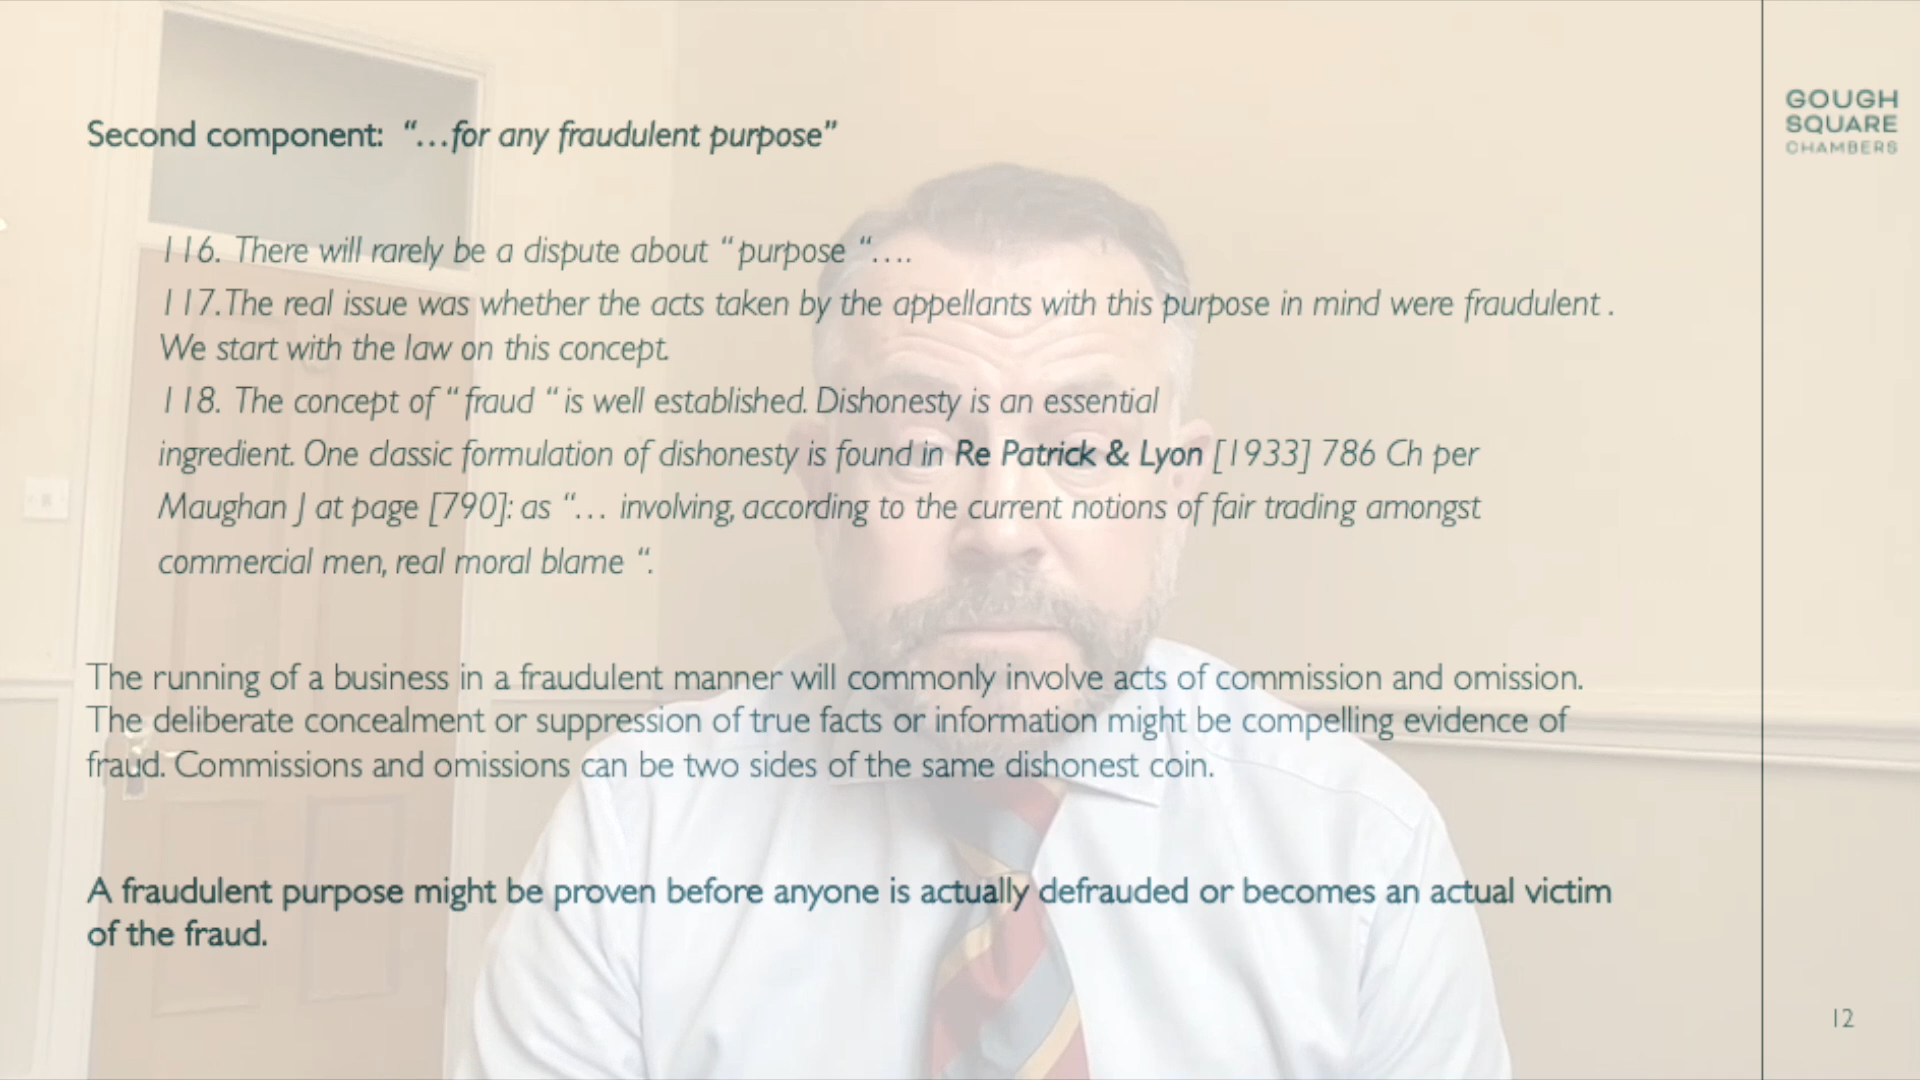 Second component: “…for any fraudulent purpose”
GOUGH
SQUARE
CHAMBERS
116. There will rarely be a dispute about “purpose “….
117.The real issue was whether the acts taken by the appellants with this purpose in mind were fraudulent .
We start with the law on this concept.
118. The concept of “fraud “is well established. Dishonesty is an essential
ingredient. One classic formulation of dishonesty is found in Re Patrick & Lyon [1933] 786 Ch per
Maughan J at page [790]: as “… involving, according to the current notions of fair trading amongst
commercial men, real moral blame “.
The running of a business in a fraudulent manner will commonly involve acts of commission and omission.
The deliberate concealment or suppression of true facts or information might be compelling evidence of
fraud. Commissions and omissions can be two sides of the same dishonest coin.
A fraudulent purpose might be proven before anyone is actually defrauded or becomes an actual victim
of the fraud.
12